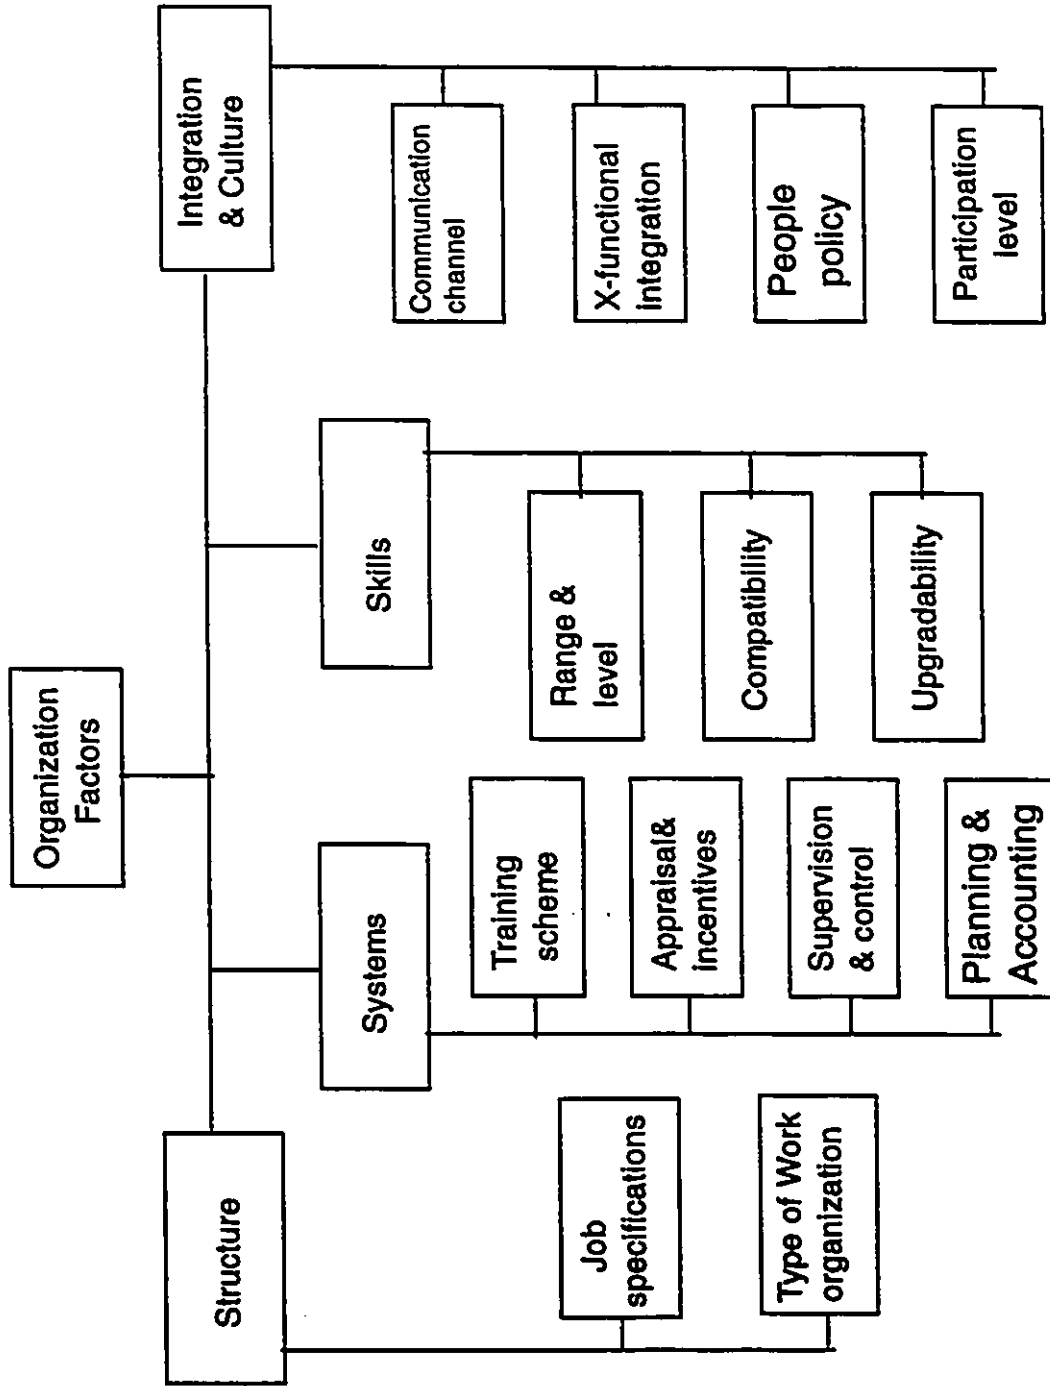 Organization
Factors
Structure
Systems
Skills
Integration
& Culture
Job
specifications
Type of Work
organization
Training
scheme
Appraisal&
incentives
Supervision
& control
Planning &
Accounting
Range &
level
Compatibility
Upgradability
Communication
channel
X-functional
integration
People
policy
Participation
level